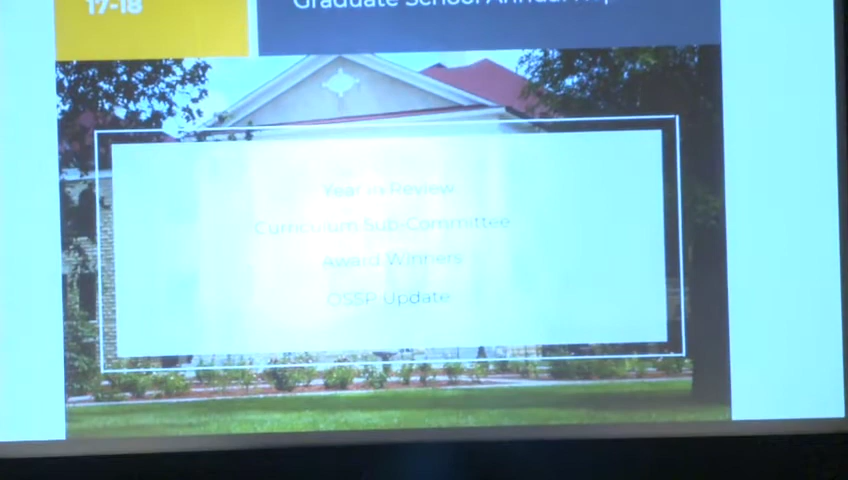 17-18
Graduate School Annual
Year in Review
Curriculum Sub-Committee
Award Winners
OSSP Update